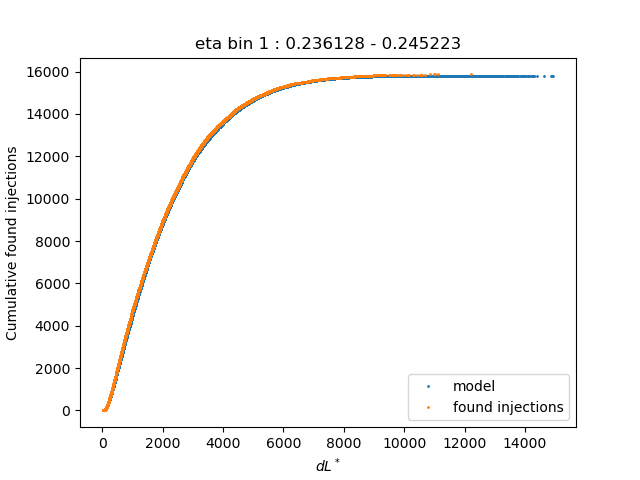 eta bin 1 : 0.236128 - 0.245223
16000
14000
12000
10000
8000
6000
4000
2000
0
Cumulative found injections
model
found injections
0 2000 4000 6000 8000 10000 12000 14000
dL*